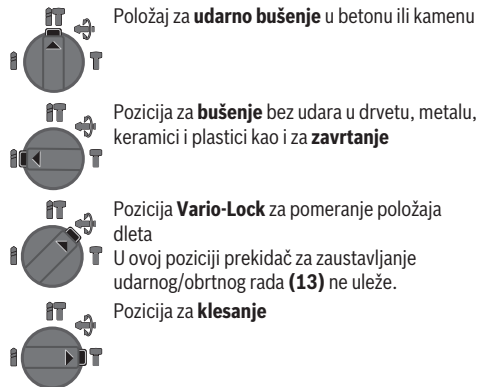 Položaj za udarno bušenje u betonu ili kamenu
Pozicija za bušenje bez udara u drvetu, metalu,
keramici i plastici kao i za zavrtanje
Pozicija Vario-Lock za pomeranje položaja
dleta
U ovoj poziciji prekidač za zaustavljanje
udarnog/obrtnog rada (13) ne uleže.
Pozicija za klesanje